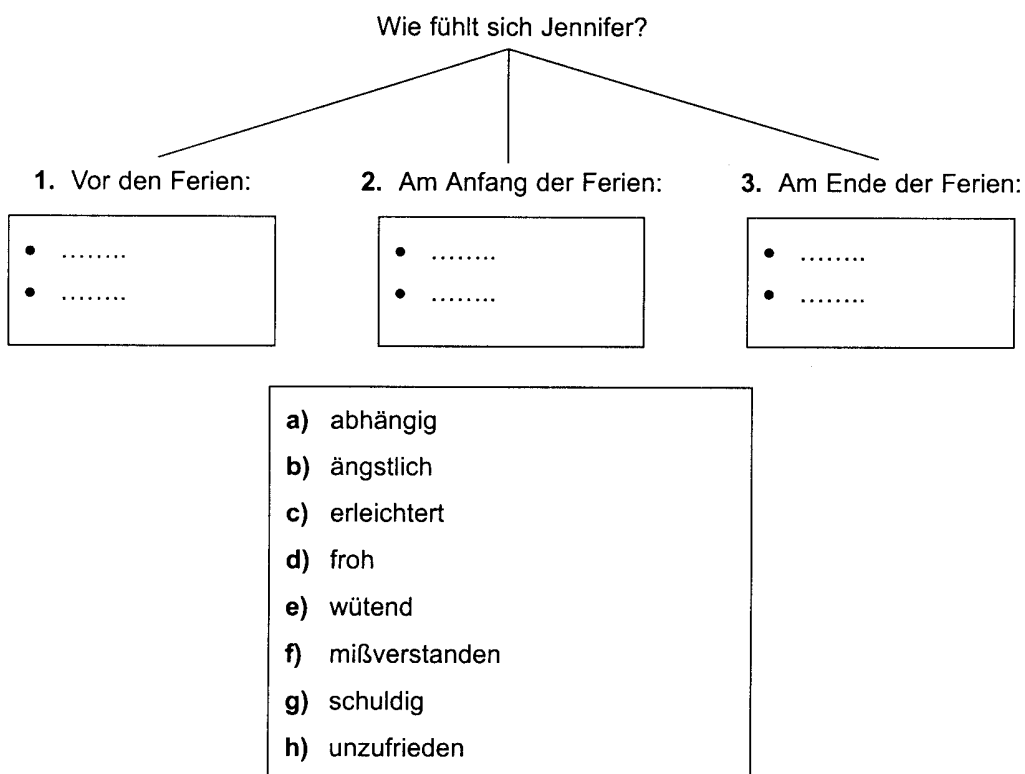 Wie fühlt sich Jennifer?
1. Vor den Ferien:
2. Am Anfang der Ferien:
3. Am Ende der Ferien:
• ........
• ........
• ........
• ........
• ........
• ........
a) abhängig
b) ängstlich
c) erleichtert
d) froh
e) wütend
f) mißverstanden
g) schuldig
h) unzufrieden